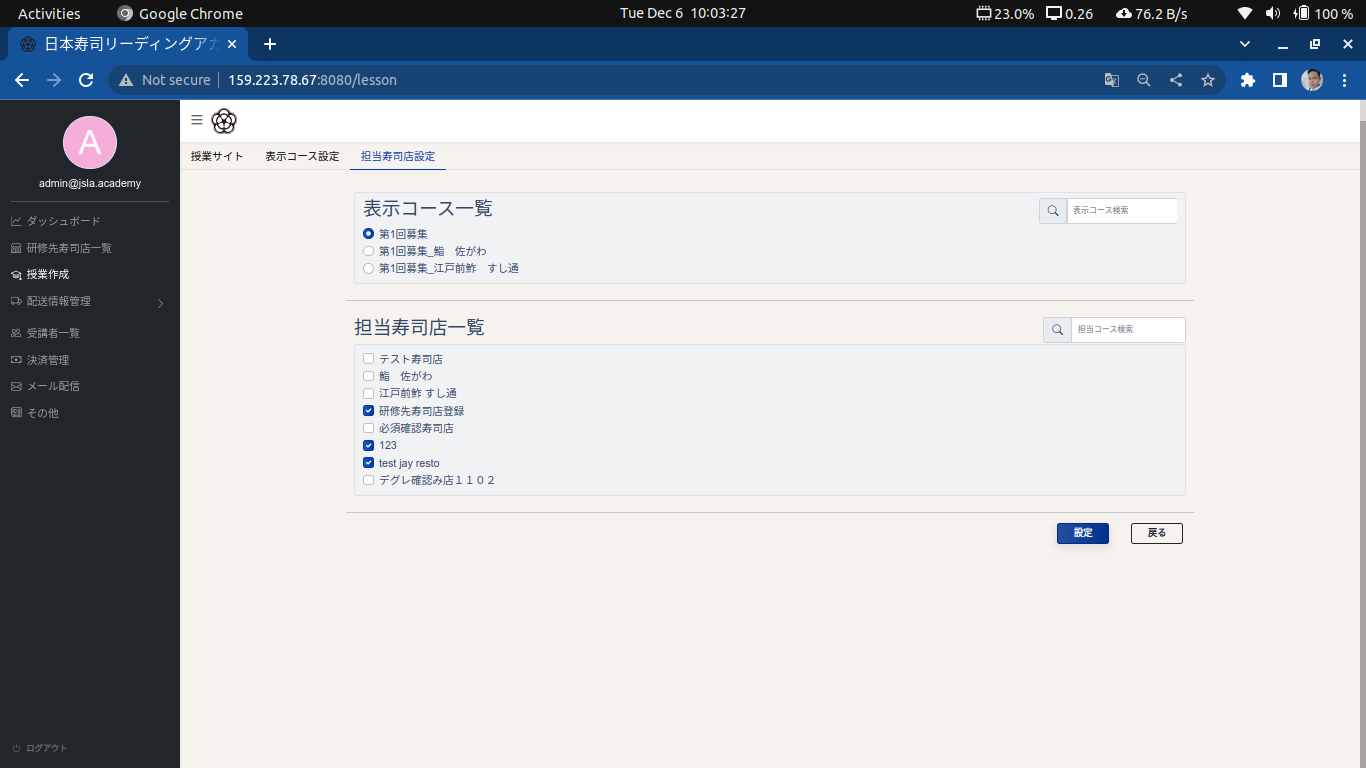 Activities Google Chrome Tue Dec 6 10:03:27 23.0% 0.26 76.2 B/s 100 %
日本寿司リーディングアカ
Not secure 159.223.78.67:8080/lesson
A
admin@jsla.academy
ダッシュボード
研修先寿司店一覧
授業作成
配送情報管理
受講者一覧
決済管理
メール配信
その他
ログアウト
授業サイト 表示コース設定 担当寿司店設定
表示コース一覧 表示コース検索
第1回募集
第1回募集_鮨　佐がわ
第1回募集_江戸前鮓　すし通
担当寿司店一覧 担当コース検索
テスト寿司店
鮨　佐がわ
江戸前鮓 すし通
研修先寿司店登録
必須確認寿司店
123
test jay resto
デグレ確認み店１１０２
設定 戻る